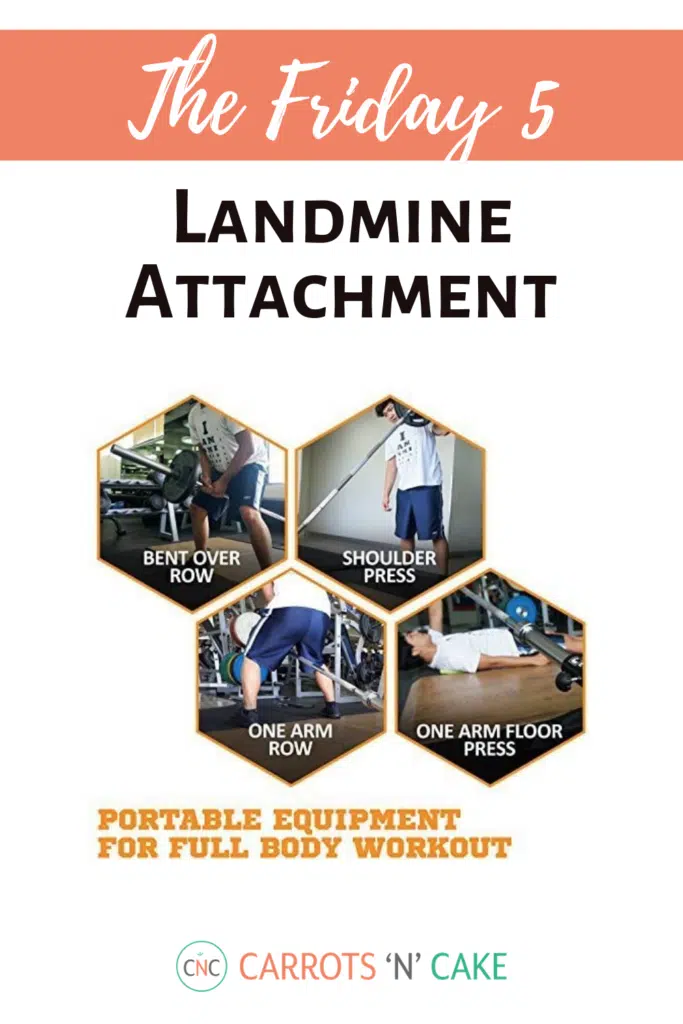 The Friday 5
LANDMINE
ATTACHMENT
BENT OVER
ROW
SHOULDER
PRESS
ONE ARM
ROW
ONE ARM FLOOR
PRESS
PORTABLE EQUIPMENT
FOR FULL BODY WORKOUT
CNC CARROTS ‘N’ CAKE